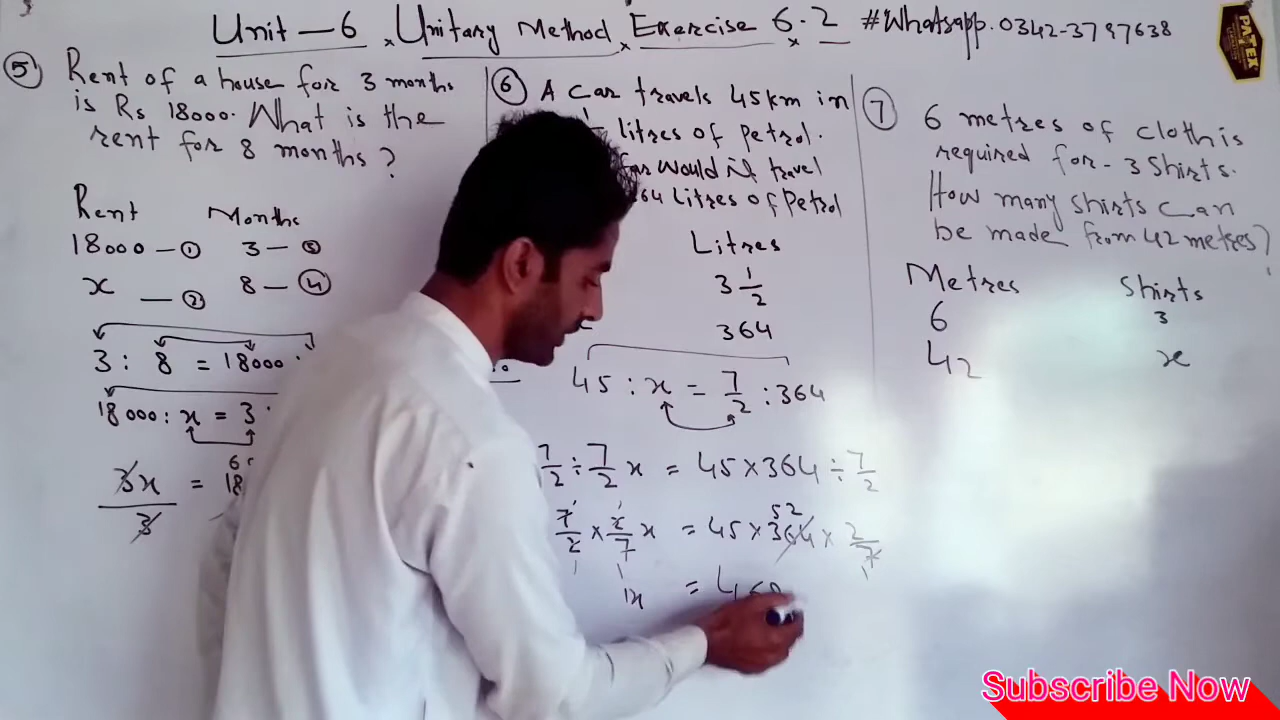 Unit - 6 Unitary Method Exercise 6.2 #Whatsapp. 0342-3797638
PATEX
5 Rent of a house for 3 months
is Rs 18000. What is the
rent for 8 months?
Rent Months
18000 - 1 3 - 3
x - 2 8 - 4
3 : 8 = 18000 :
18000 : x = 3 :
3x =
3
6 A car travels 45km in
litres of petrol.
far would it travel
364 Litres of Petrol
Litres
3 1/2
364
45 : x = 7/2 : 364
7/2 ÷ 7/2 x = 45 × 364 ÷ 7/2
7/2 × 2/7 x = 45 × 364 × 2/7
52
1x = 468
7 6 metres of cloth is
required for - 3 Shirts.
How many shirts can
be made from 42 metres?
Metres Shirts
6 3
42 x
Subscribe Now